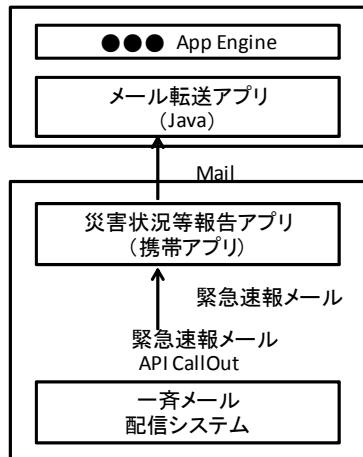 ●●● App Engine
メール転送アプリ
(Java)
Mail
災害状況等報告アプリ
(携帯アプリ)
緊急速報メール
緊急速報メール
API CallOut
一斉メール
配信システム